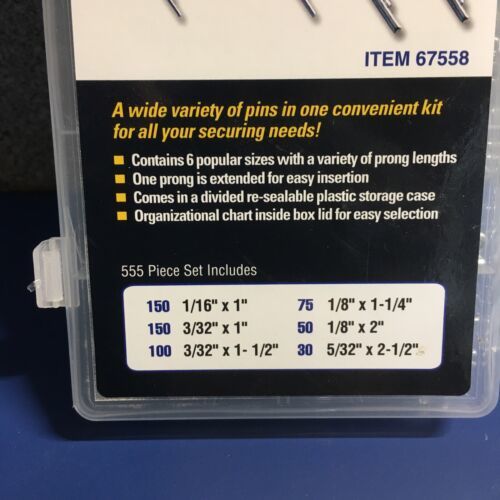 ITEM 67558
A wide variety of pins in one convenient kit
for all your securing needs!
Contains 6 popular sizes with a variety of prong lengths
One prong is extended for easy insertion
Comes in a divided re-sealable plastic storage case
Organizational chart inside box lid for easy selection
555 Piece Set Includes
150 1/16" x 1" 75 1/8" x 1-1/4"
150 3/32" x 1" 50 1/8" x 2"
100 3/32" x 1- 1/2" 30 5/32" x 2-1/2"